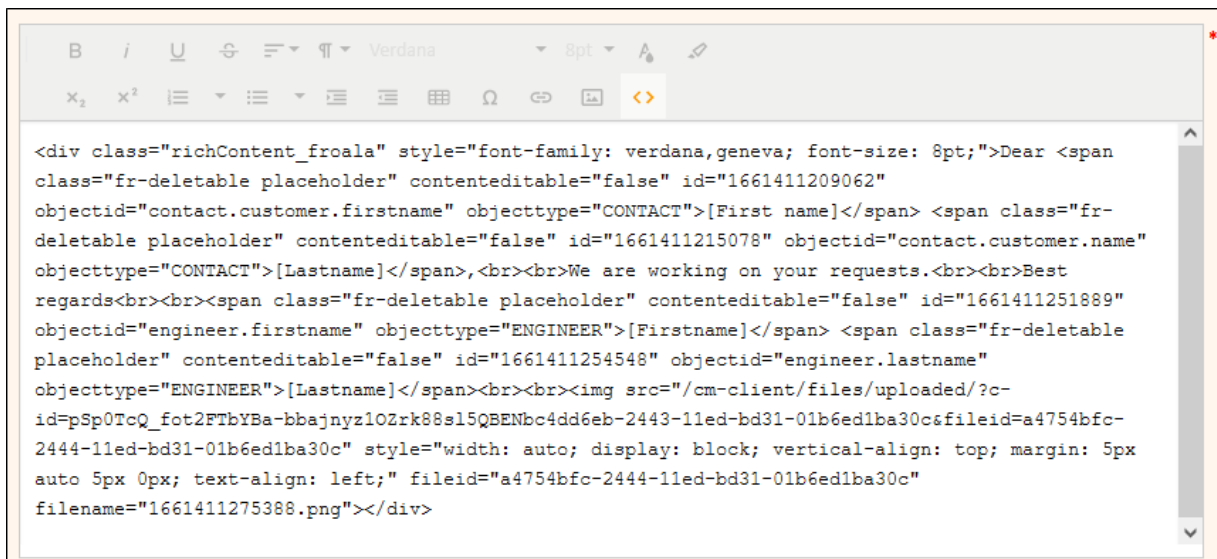 B i U S ¶ Verdana 8pt A
x₂ x² Ω <>
*
<div class="richContent_froala" style="font-family: verdana,geneva; font-size: 8pt;">Dear <span
class="fr-deletable placeholder" contenteditable="false" id="1661411209062"
objectid="contact.customer.firstname" objecttype="CONTACT">[First name]</span> <span class="fr-
deletable placeholder" contenteditable="false" id="1661411215078" objectid="contact.customer.name"
objecttype="CONTACT">[Lastname]</span>,<br><br>We are working on your requests.<br><br>Best
regards<br><br><span class="fr-deletable placeholder" contenteditable="false" id="1661411251889"
objectid="engineer.firstname" objecttype="ENGINEER">[Firstname]</span> <span class="fr-deletable
placeholder" contenteditable="false" id="1661411254548" objectid="engineer.lastname"
objecttype="ENGINEER">[Lastname]</span><br><br><img src="/cm-client/files/uploaded/?c-
id=pSp0TcQ_fot2FTbYBa-bbajnyz1OZrk88sl5QBENbc4dd6eb-2443-11ed-bd31-01b6ed1ba30c&fileid=a4754bfc-
2444-11ed-bd31-01b6ed1ba30c" style="width: auto; display: block; vertical-align: top; margin: 5px
auto 5px 0px; text-align: left;" fileid="a4754bfc-2444-11ed-bd31-01b6ed1ba30c"
filename="1661411275388.png"></div>